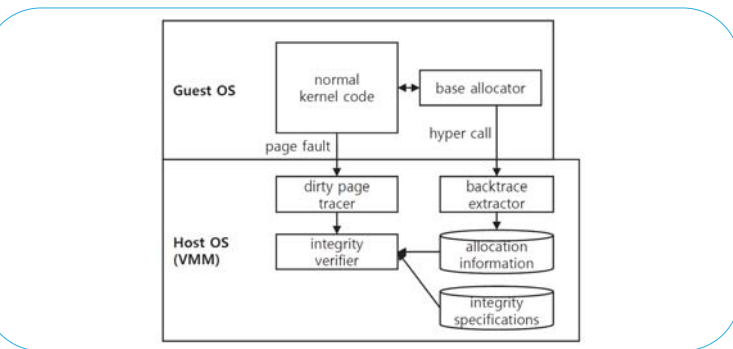 Guest OS
normal
kernel code
base allocator
page fault
hyper call
Host OS
(VMM)
dirty page
tracer
backtrace
extractor
integrity
verifier
allocation
information
integrity
specifications